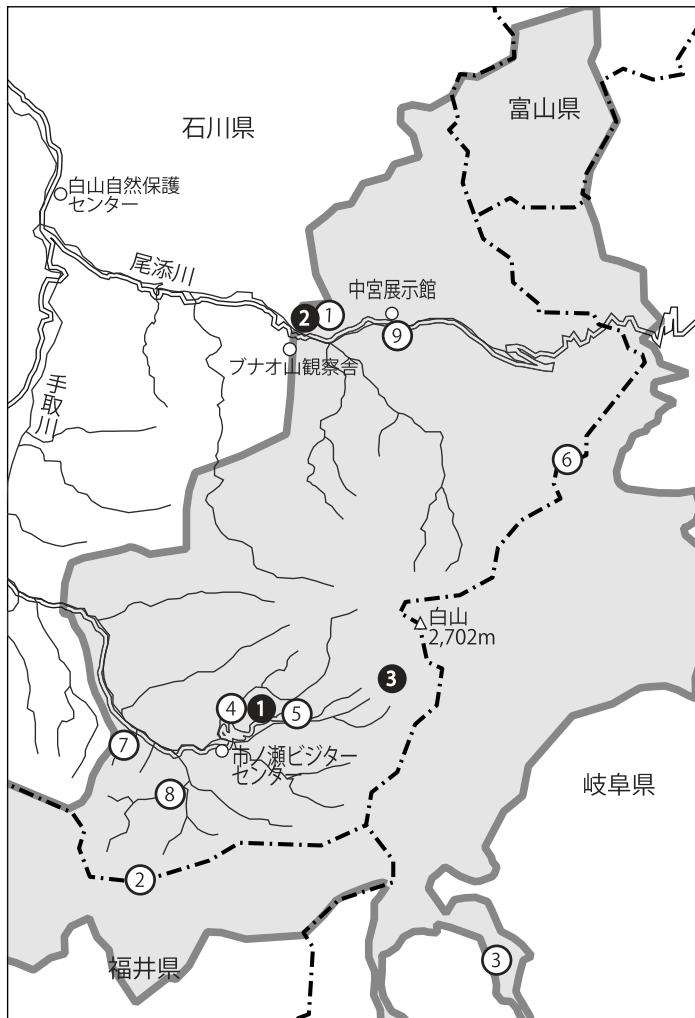 石川県
富山県
白山自然保護
センター
尾添川
中宮展示館
❷
①
⑨
ブナオ山観察舎
手取川
⑥
白山
2,702m
❸
④
❶
⑤
⑦
市ノ瀬ビジター
センター
⑧
岐阜県
②
③
福井県